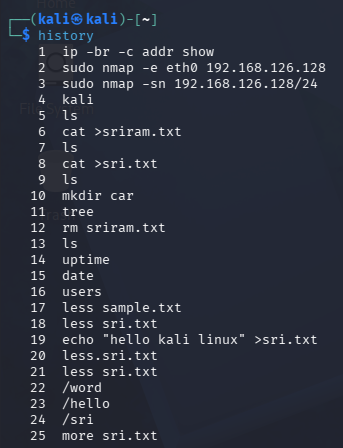 ┌──(kali㉿kali)-[~]
└─$ history
1 ip -br -c addr show
2 sudo nmap -e eth0 192.168.126.128
3 sudo nmap -sn 192.168.126.128/24
4 kali
5 ls
6 cat >sriram.txt
7 ls
8 cat >sri.txt
9 ls
10 mkdir car
11 tree
12 rm sriram.txt
13 ls
14 uptime
15 date
16 users
17 less sample.txt
18 less sri.txt
19 echo "hello kali linux" >sri.txt
20 less.sri.txt
21 less sri.txt
22 /word
23 /hello
24 /sri
25 more sri.txt